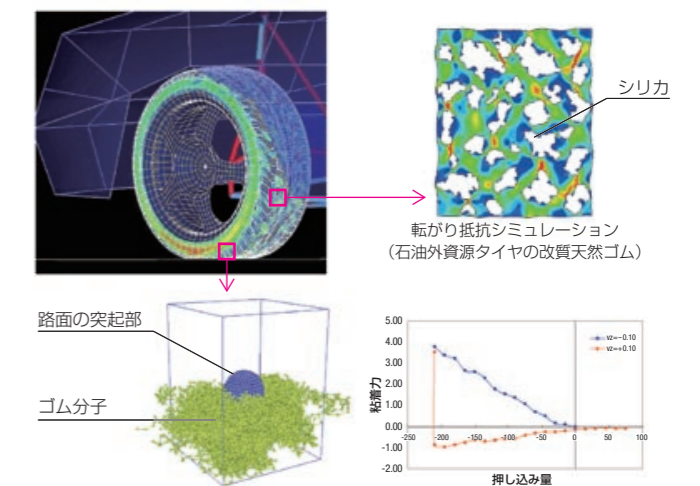 シリカ
転がり抵抗シミュレーション
（石油外資源タイヤの改質天然ゴム）
路面の突起部
ゴム分子
粘着力
5.00
4.00
3.00
2.00
1.00
0.00
-1.00
-2.00
-250 -200 -150 -100 -50 0 50 100
vz=-0.10
vz=+0.10
押し込み量